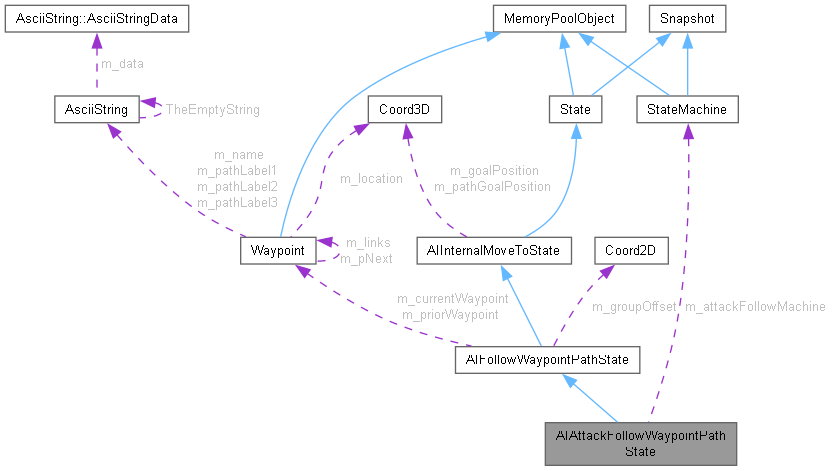 AsciiString::AsciiStringData
MemoryPoolObject
Snapshot
m_data
AsciiString
TheEmptyString
Coord3D
State
StateMachine
m_name
m_pathLabel1
m_pathLabel2
m_pathLabel3
m_location
m_goalPosition
m_pathGoalPosition
Waypoint
m_links
m_pNext
AIInternalMoveToState
Coord2D
m_currentWaypoint
m_priorWaypoint
m_groupOffset
m_attackFollowMachine
AIFollowWaypointPathState
AIAttackFollowWaypointPath
State